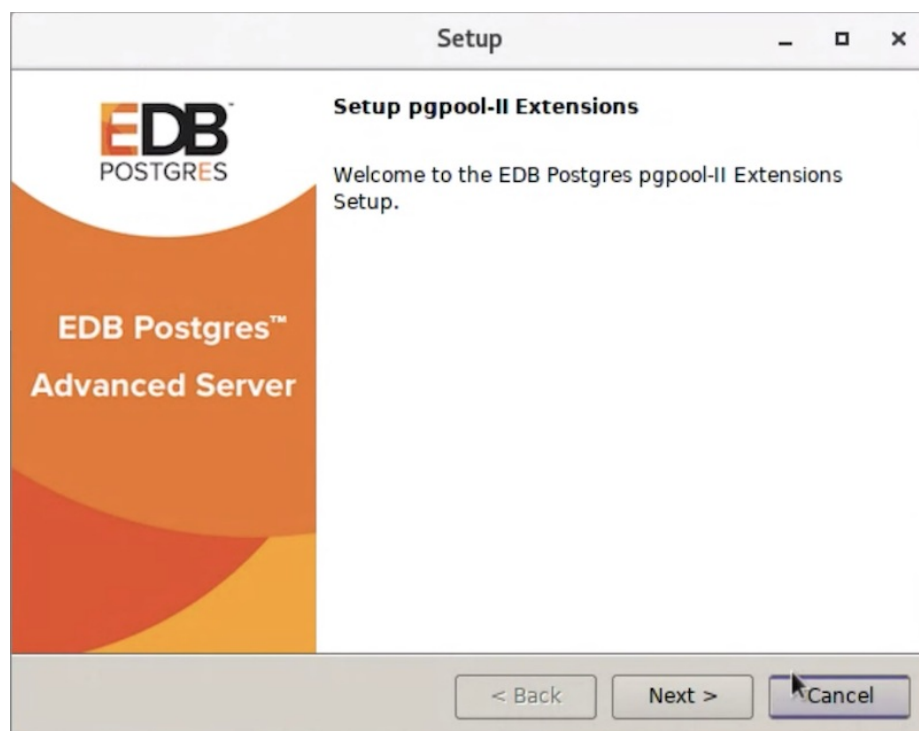 Setup
EDB
POSTGRES
EDB Postgres™
Advanced Server
Setup pgpool-II Extensions
Welcome to the EDB Postgres pgpool-II Extensions
Setup.
< Back
Next >
Cancel